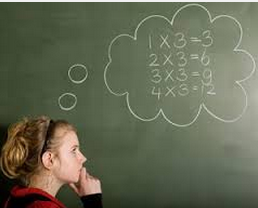 1 X 3 = 3
2 X 3 = 6
3 X 3 = 9
4 X 3 = 12